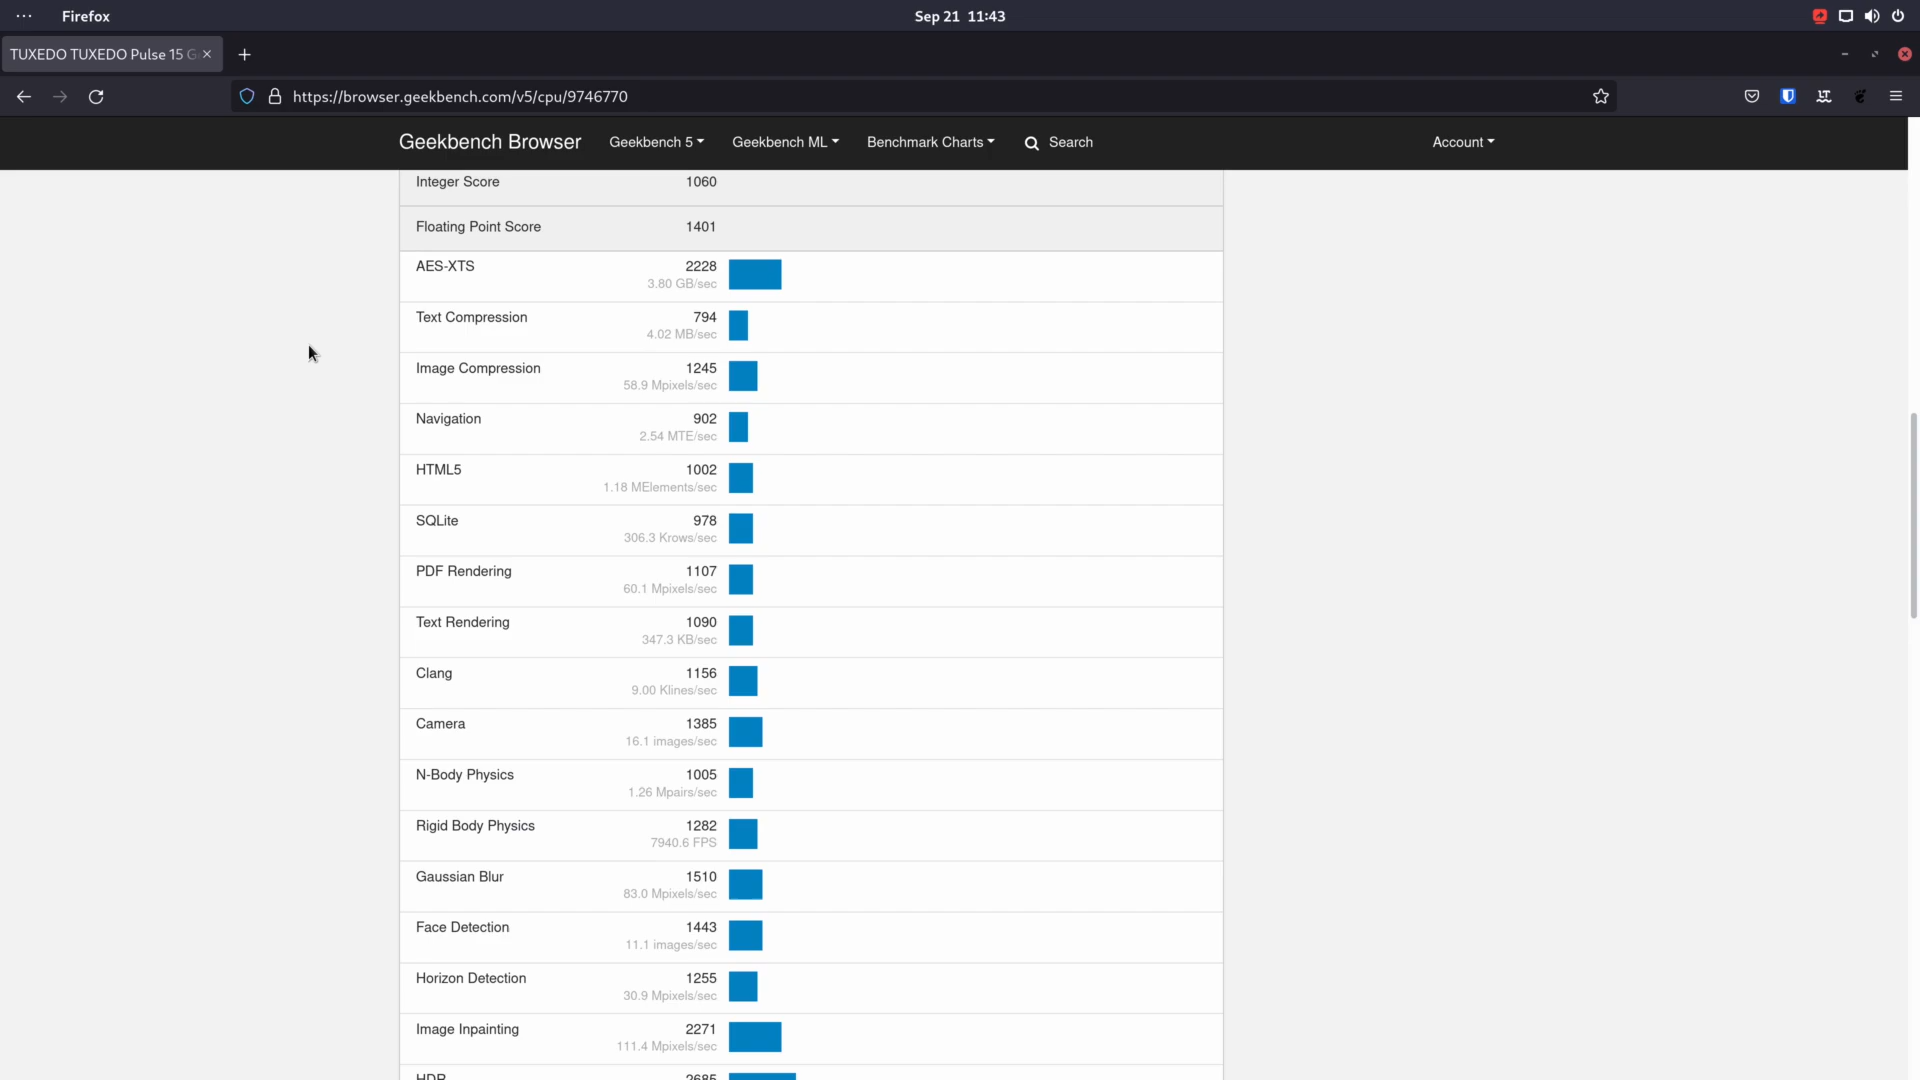 Firefox
Sep 21 11:43
TUXEDO TUXEDO Pulse 15 G
https://browser.geekbench.com/v5/cpu/9746770
Geekbench Browser
Geekbench 5
Geekbench ML
Benchmark Charts
Search
Account
Integer Score 1060
Floating Point Score 1401
AES-XTS 2228
3.80 GB/sec
Text Compression 794
4.02 MB/sec
Image Compression 1245
58.9 Mpixels/sec
Navigation 902
2.54 MTE/sec
HTML5 1002
1.18 MElements/sec
SQLite 978
306.3 Krows/sec
PDF Rendering 1107
60.1 Mpixels/sec
Text Rendering 1090
347.3 KB/sec
Clang 1156
9.00 Klines/sec
Camera 1385
16.1 images/sec
N-Body Physics 1005
1.26 Mpairs/sec
Rigid Body Physics 1282
7940.6 FPS
Gaussian Blur 1510
83.0 Mpixels/sec
Face Detection 1443
11.1 images/sec
Horizon Detection 1255
30.9 Mpixels/sec
Image Inpainting 2271
111.4 Mpixels/sec
HDR 2685